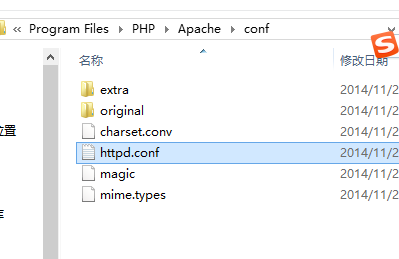 « Program Files ▸ PHP ▸ Apache ▸ conf
名称 修改日期
extra 2014/11/2
original 2014/11/2
位置
charset.conv 2014/11/2
httpd.conf 2014/11/2
magic 2014/11/2
mime.types 2014/11/2